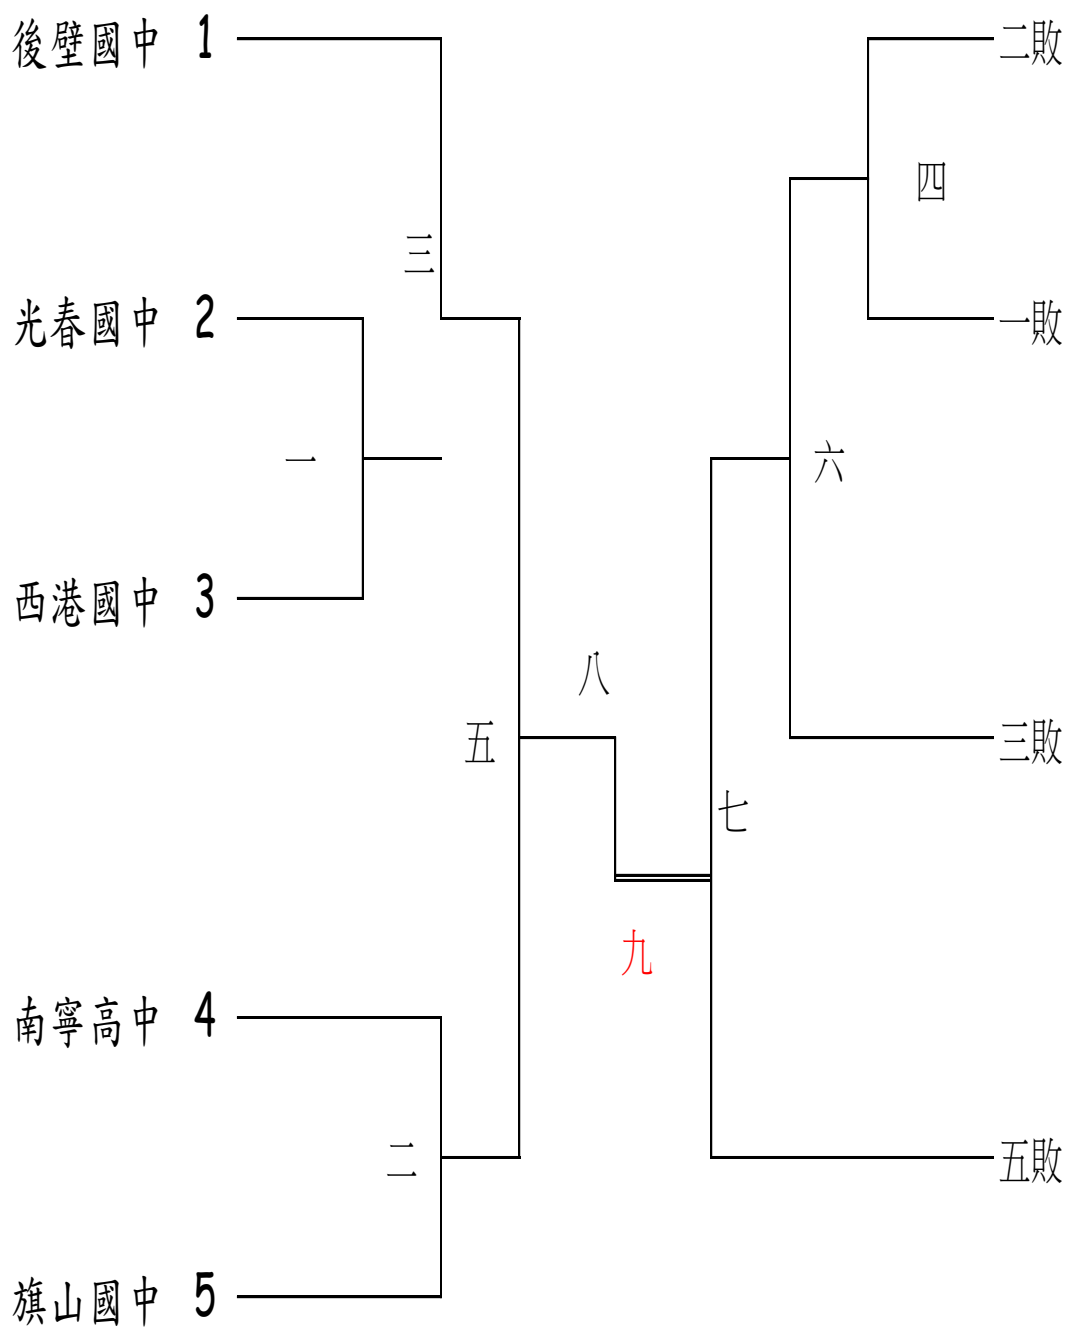 後壁國中 1
二敗
四
三
光春國中 2
一敗
一
六
西港國中 3
八
五
三敗
七
九
南寧高中 4
二
五敗
旗山國中 5